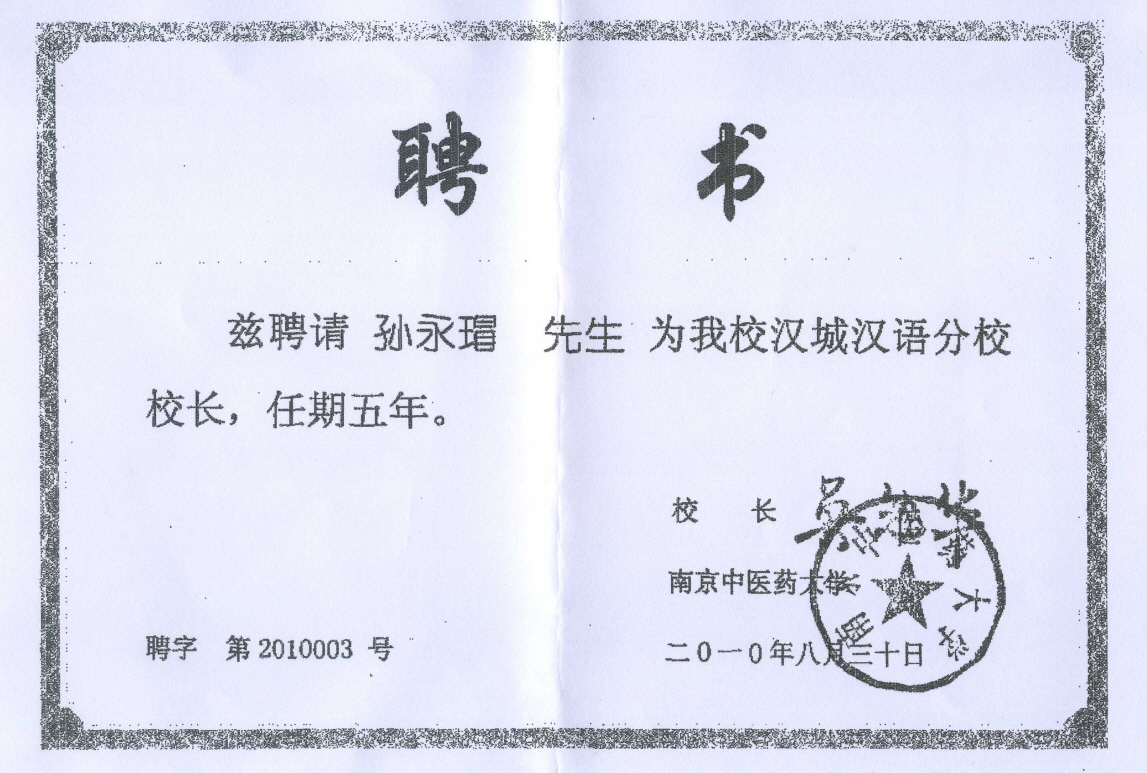 聘 书
兹聘请 孙永瑁 先生 为我校汉城汉语分校
校长，任期五年。
校 长
南京中医药大学
聘字 第2010003 号
二0一0年八月三十日